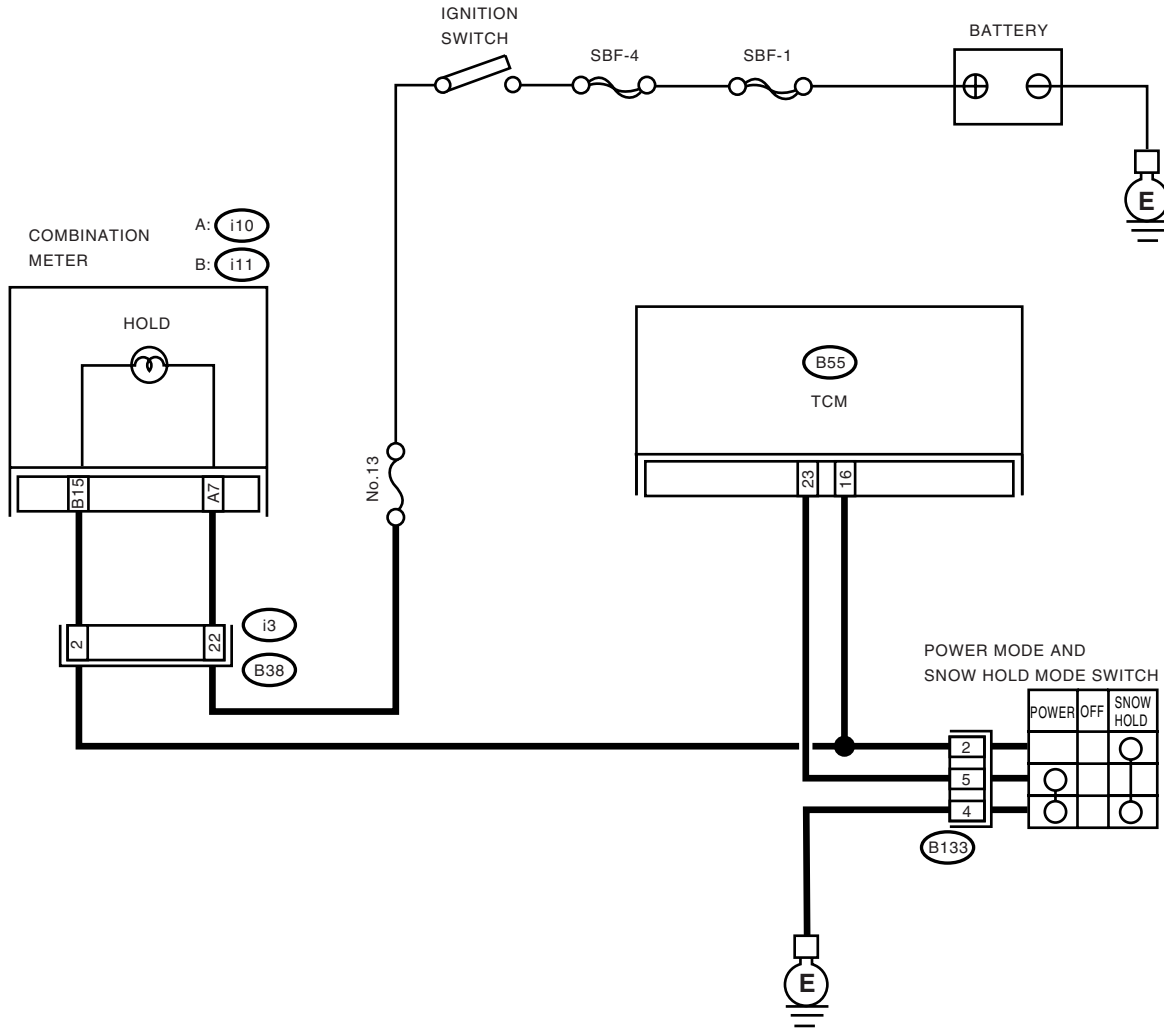 IGNITION
SWITCH
SBF-4
SBF-1
BATTERY
E
COMBINATION
METER
A: i10
B: i11
HOLD
B15
A7
No.13
B55
TCM
23
16
2
22
i3
B38
POWER MODE AND
SNOW HOLD MODE SWITCH
POWER OFF SNOW
HOLD
2
5
4
B133
E